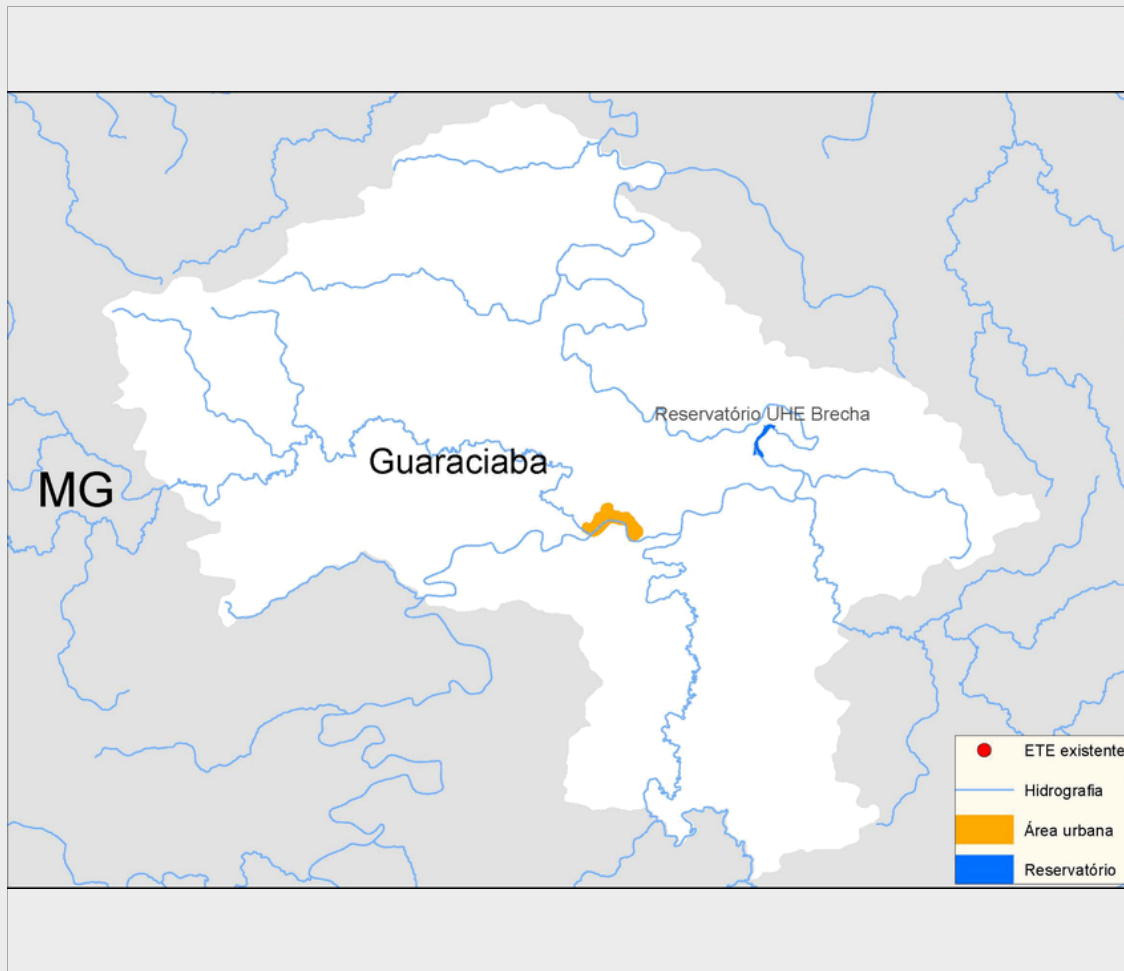 Reservatório UHE Brecha
Guaraciaba
MG
ETE existente
Hidrografia
Área urbana
Reservatório